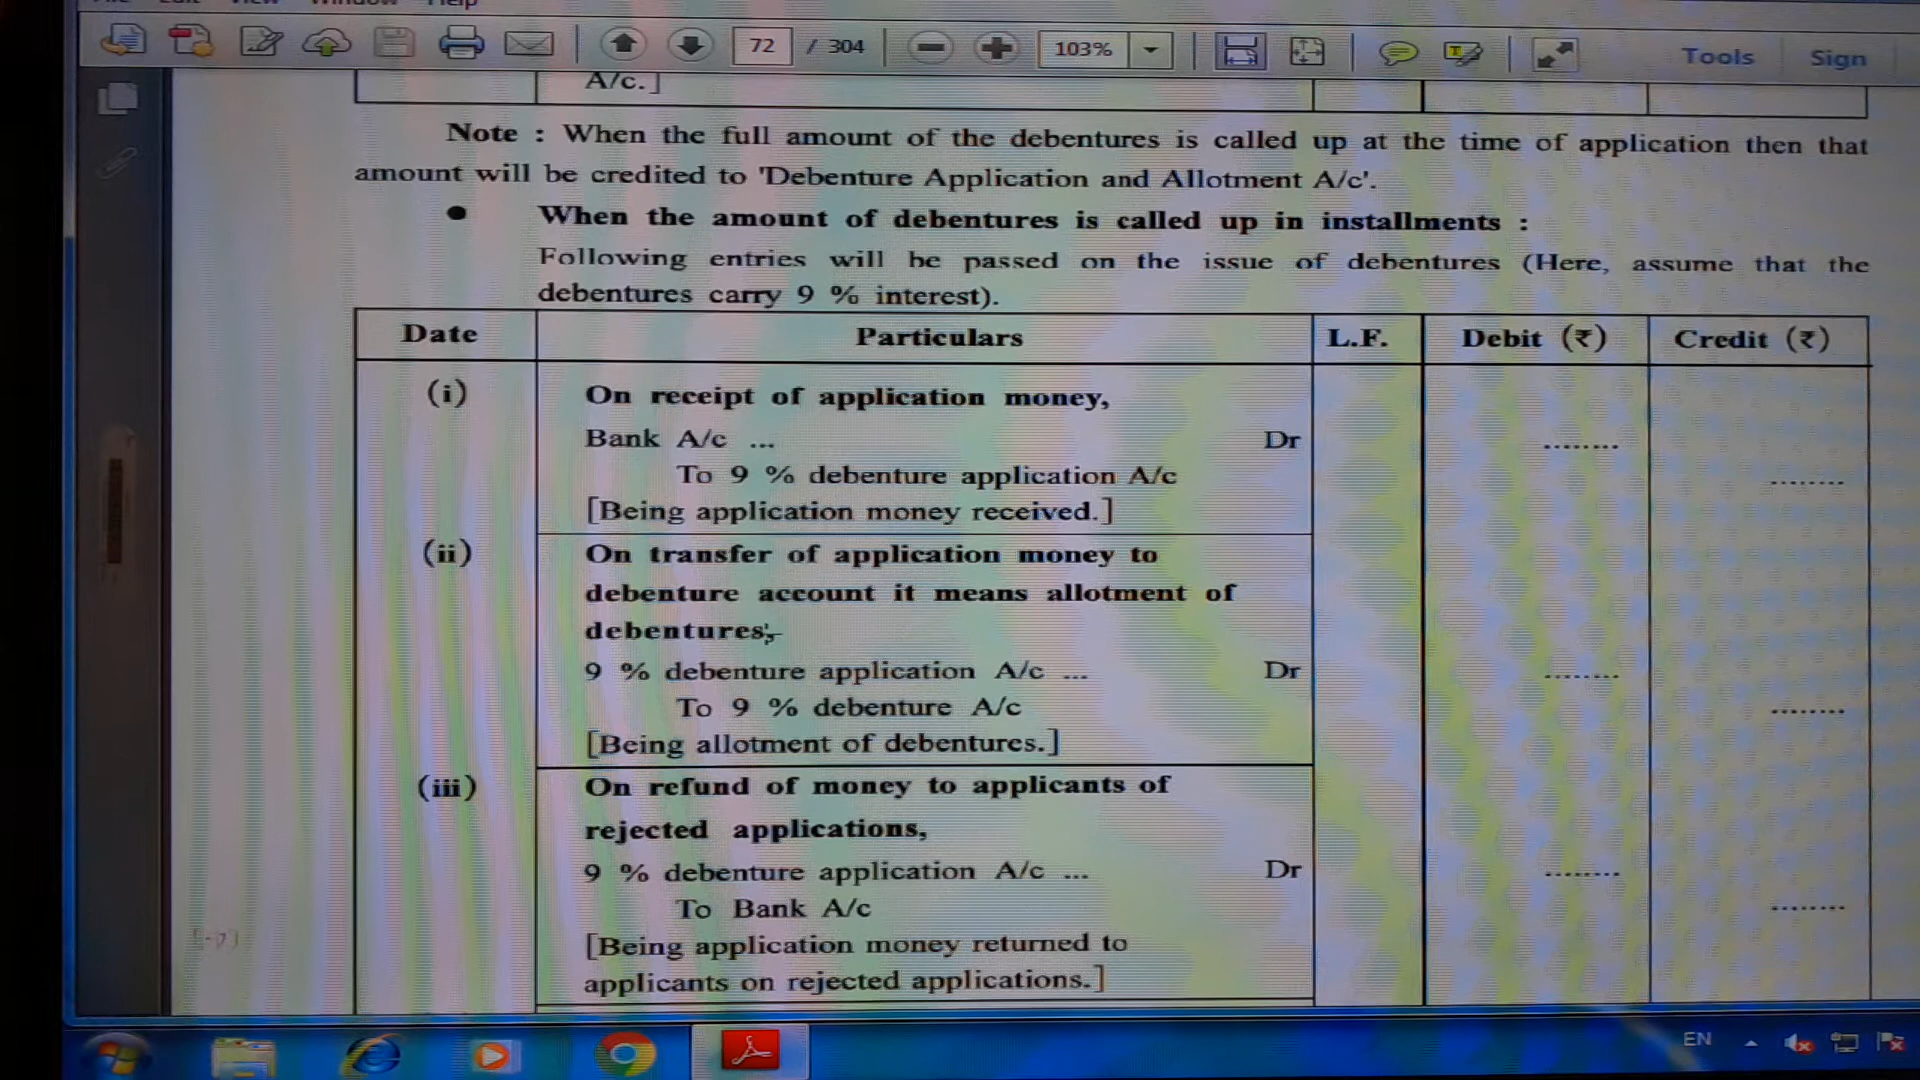 Edit View Window Help
72 / 304 103% Tools Sign
A/c.]
Note : When the full amount of the debentures is called up at the time of application then that
amount will be credited to 'Debenture Application and Allotment A/c'.
● When the amount of debentures is called up in installments :
Following entries will be passed on the issue of debentures (Here, assume that the
debentures carry 9 % interest).
Date Particulars L.F. Debit (₹) Credit (₹)
(i) On receipt of application money,
Bank A/c ... Dr ........
To 9 % debenture application A/c ........
[Being application money received.]
(ii) On transfer of application money to
debenture account it means allotment of
debentures,
9 % debenture application A/c ... Dr ........
To 9 % debenture A/c ........
[Being allotment of debentures.]
(iii) On refund of money to applicants of
rejected applications,
9 % debenture application A/c ... Dr ........
To Bank A/c ........
[Being application money returned to
applicants on rejected applications.]
EN